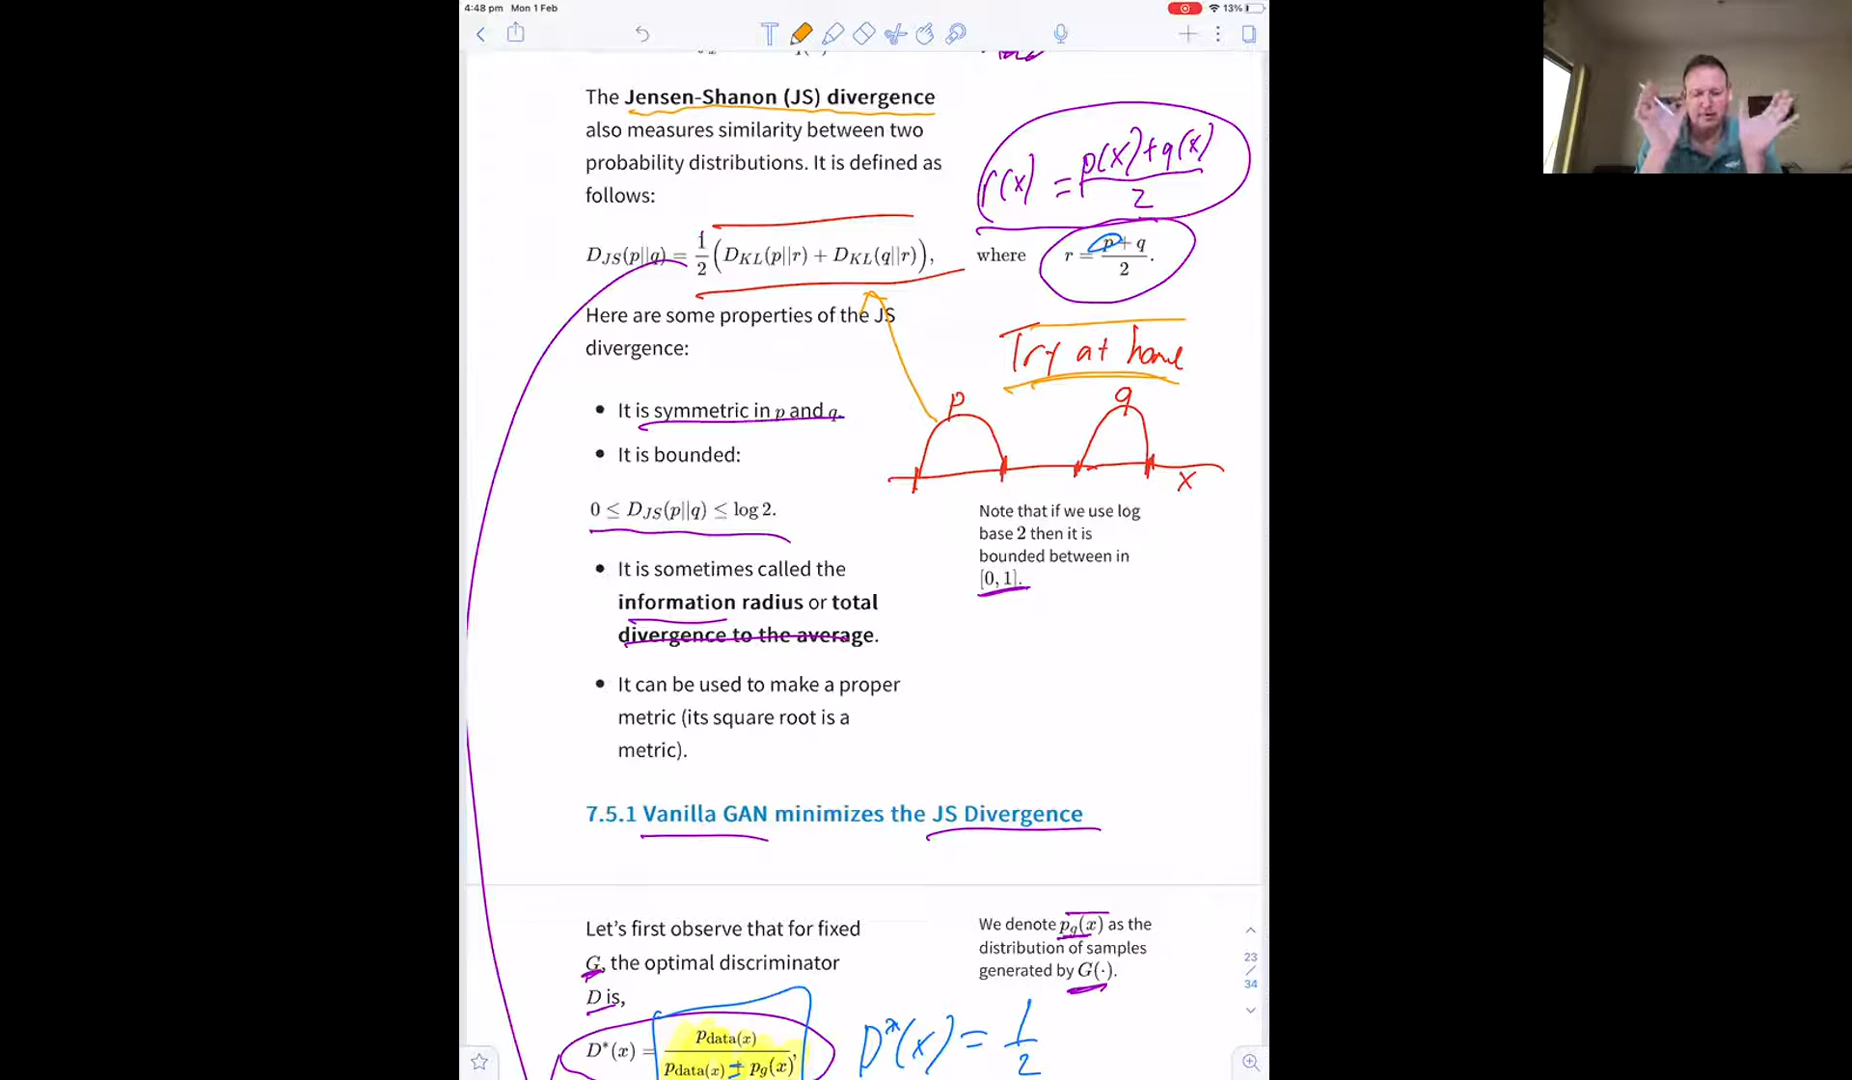 4:48 pm Mon 1 Feb
13%
The Jensen-Shanon (JS) divergence
also measures similarity between two
probability distributions. It is defined as
follows:
r(x) = p(x)+q(x) / 2
D_JS(p||q) = 1/2 (D_KL(p||r) + D_KL(q||r)), where r = p + q / 2.
Here are some properties of the JS
divergence:
Try at home
• It is symmetric in p and q.
p q
x
• It is bounded:
0 ≤ D_JS(p||q) ≤ log 2.
Note that if we use log
base 2 then it is
bounded between in
[0, 1].
• It is sometimes called the
information radius or total
divergence to the average.
• It can be used to make a proper
metric (its square root is a
metric).
7.5.1 Vanilla GAN minimizes the JS Divergence
Let's first observe that for fixed
G, the optimal discriminator
D is,
We denote p_g(x) as the
distribution of samples
generated by G(·).
23
/
34
D*(x) = p_data(x) / p_data(x) + p_g(x),
D*(x) = 1/2